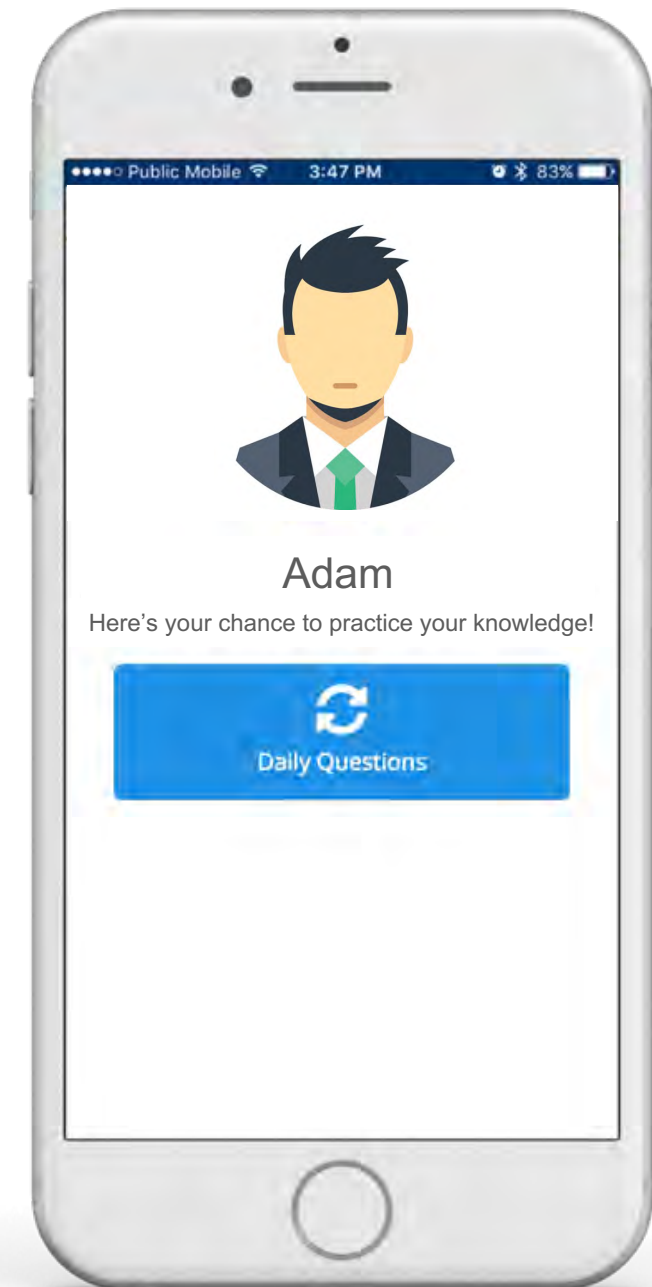 Public Mobile 3:47 PM 83%
Adam
Here’s your chance to practice your knowledge!
Daily Questions